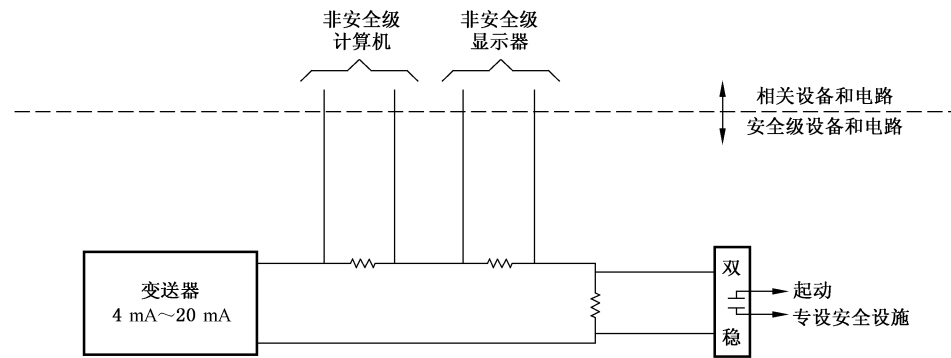 非安全级
计算机
非安全级
显示器
相关设备和电路
安全级设备和电路
变送器
4 mA～20 mA
双
稳
起动
专设安全设施